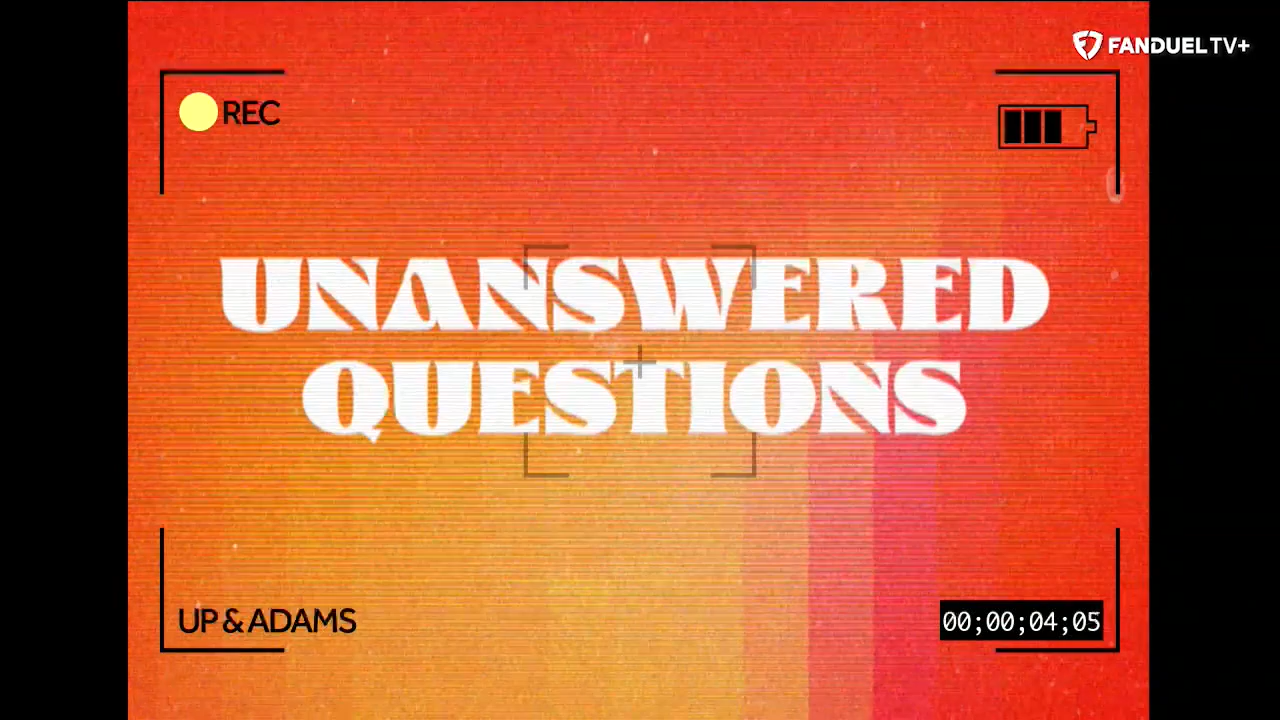 FANDUEL TV+
REC
UNANSWERED
QUESTIONS
UP & ADAMS
00;00;04;05